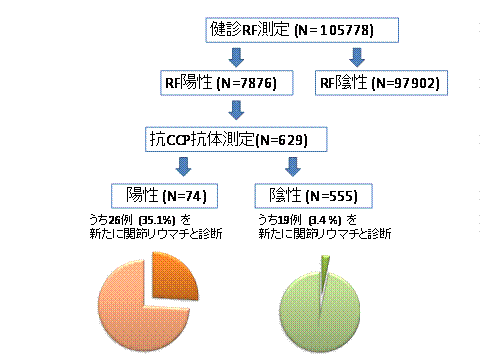 健診RF測定 (N= 105778)
RF陽性 (N=7876)
RF陰性 (N=97902)
抗CCP抗体測定(N=629)
陽性 (N=74)
陰性 (N=555)
うち26例 (35.1%) を
新たに関節リウマチと診断
うち19例 (3.4 %) を
新たに関節リウマチと診断